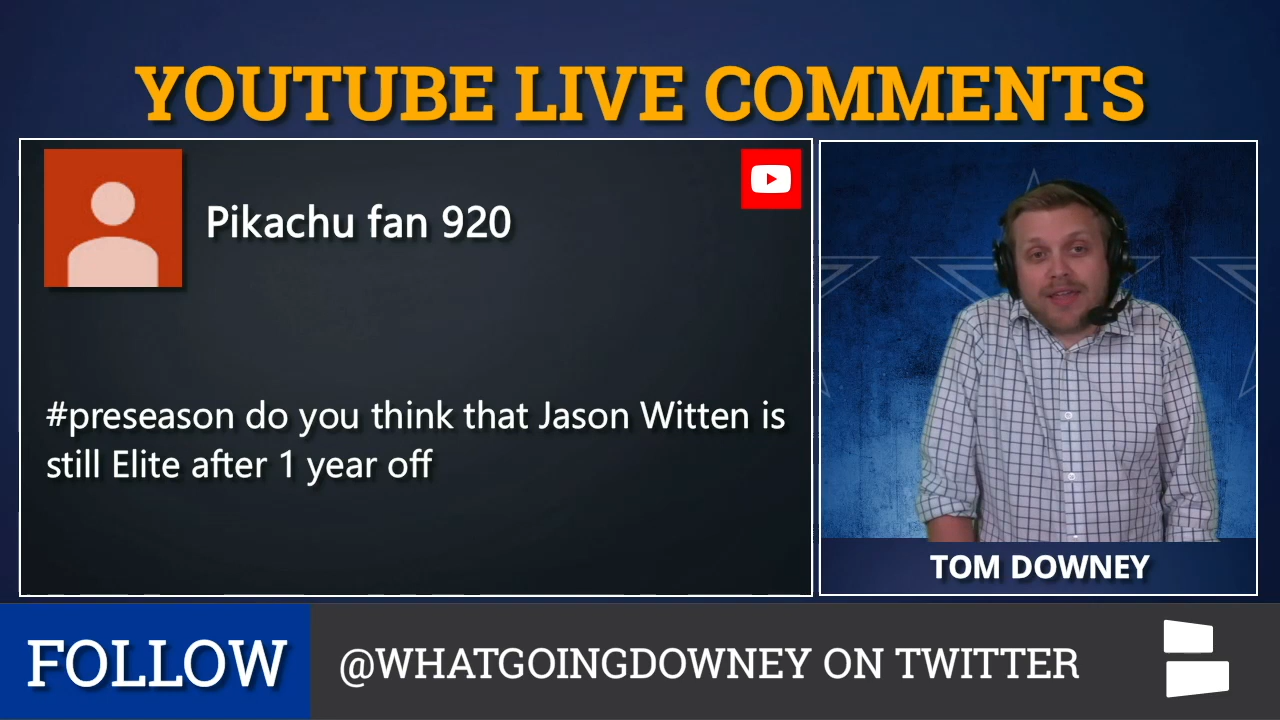 YOUTUBE LIVE COMMENTS
Pikachu fan 920
#preseason do you think that Jason Witten is
still Elite after 1 year off
TOM DOWNEY
FOLLOW
@WHATGOINGDOWNEY ON TWITTER